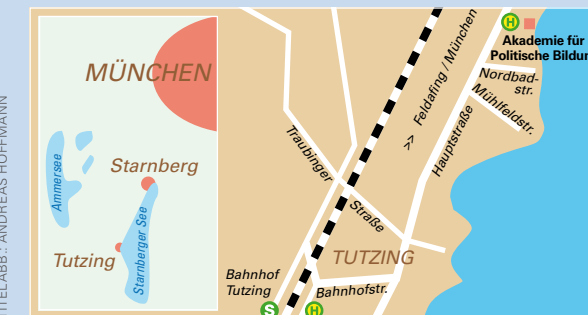 TITELABB.: ANDREAS HOFFMANN
MÜNCHEN
Starnberg
Ammersee
Starnberger See
Tutzing
H
Akademie für
Politische Bildun
Nordbad-
str.
Mühlfeldstr.
>> Feldafing / München
Hauptstraße
Traubinger
Straße
TUTZING
Bahnhof
Tutzing
Bahnhofstr.
S
H